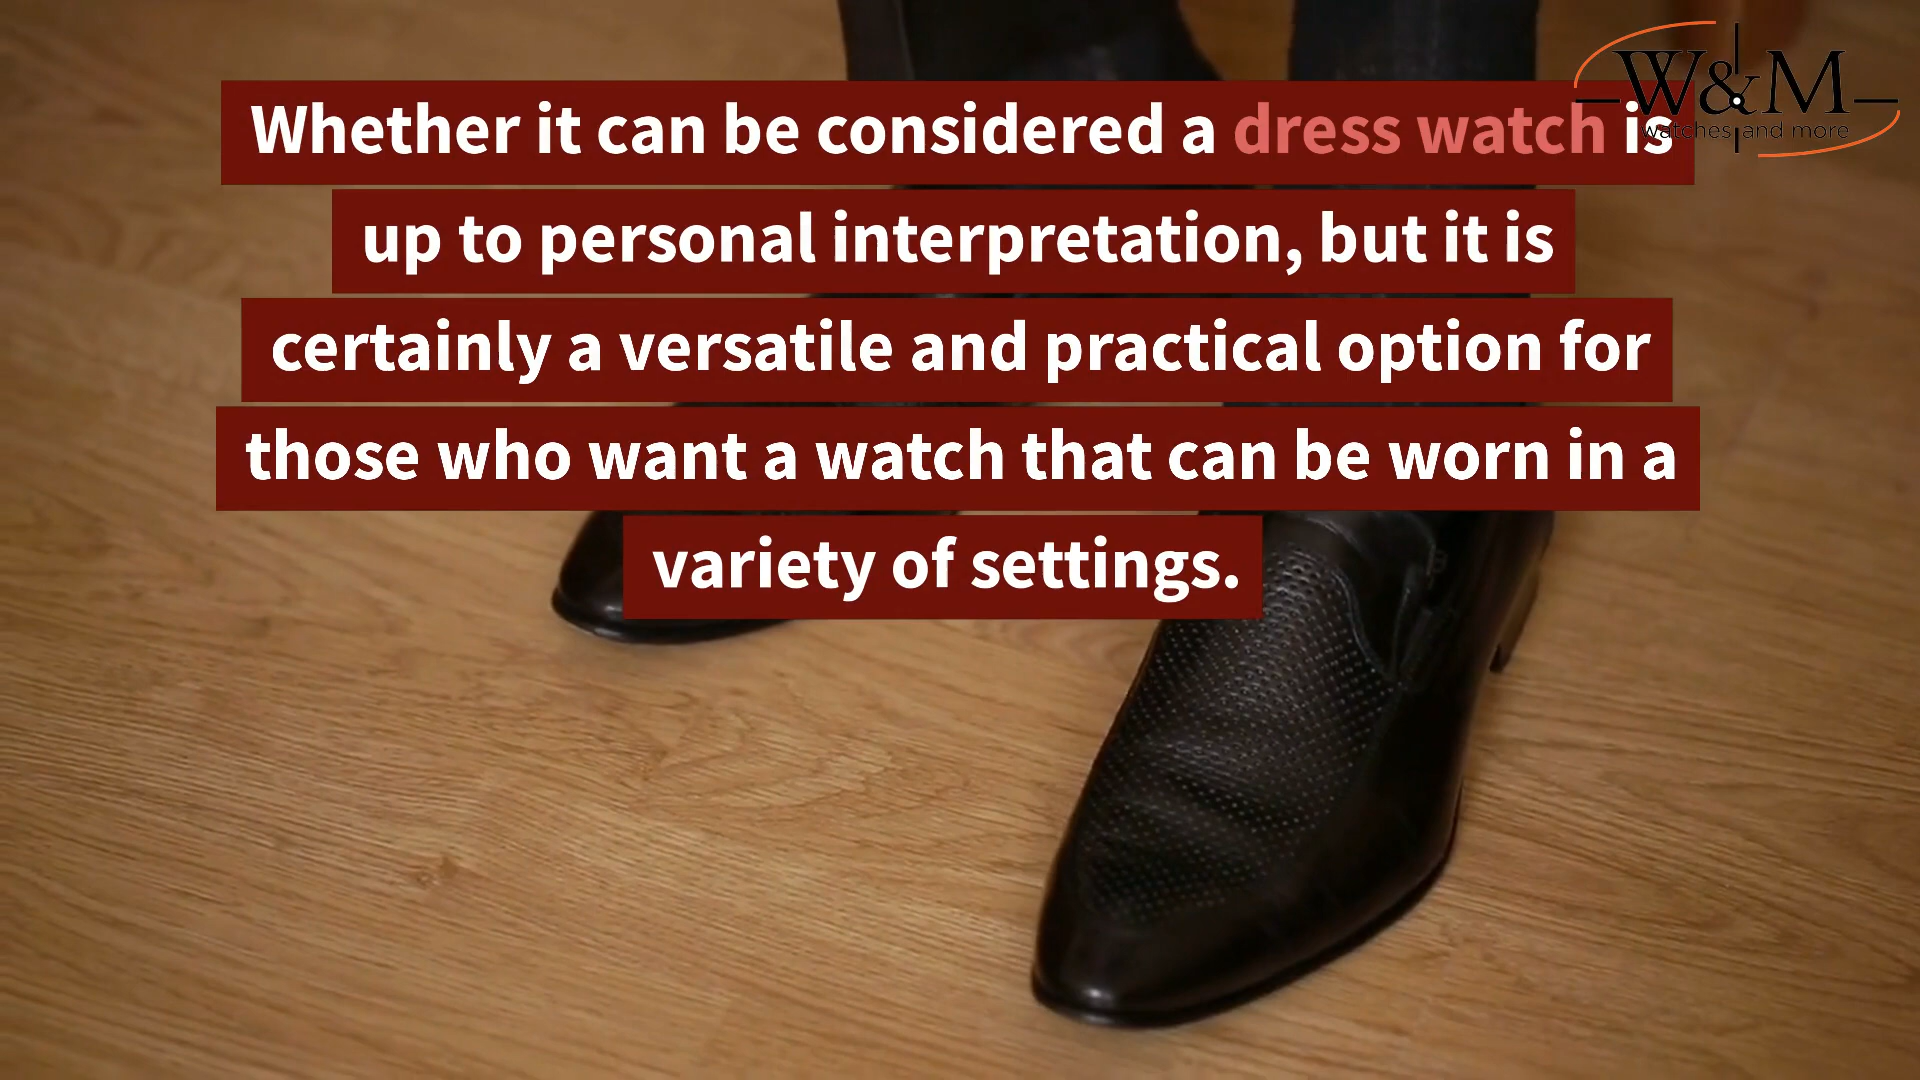 Whether it can be considered a dress watch is
up to personal interpretation, but it is
certainly a versatile and practical option for
those who want a watch that can be worn in a
variety of settings.
W&M
watches and more